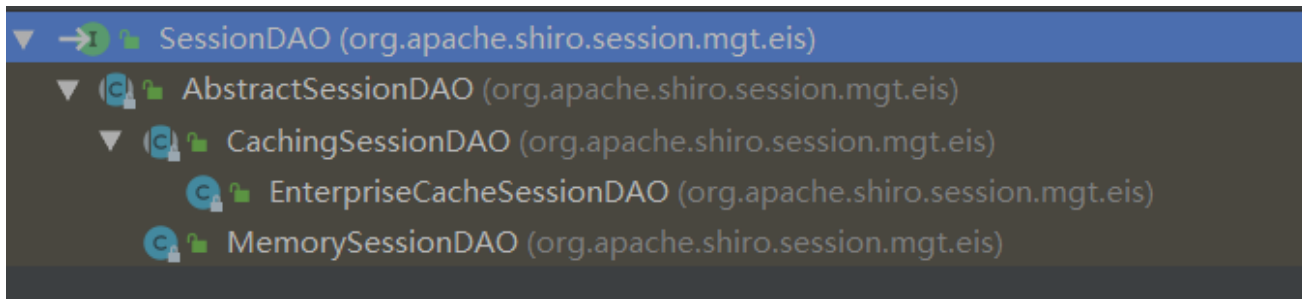 SessionDAO (org.apache.shiro.session.mgt.eis)
AbstractSessionDAO (org.apache.shiro.session.mgt.eis)
CachingSessionDAO (org.apache.shiro.session.mgt.eis)
EnterpriseCacheSessionDAO (org.apache.shiro.session.mgt.eis)
MemorySessionDAO (org.apache.shiro.session.mgt.eis)